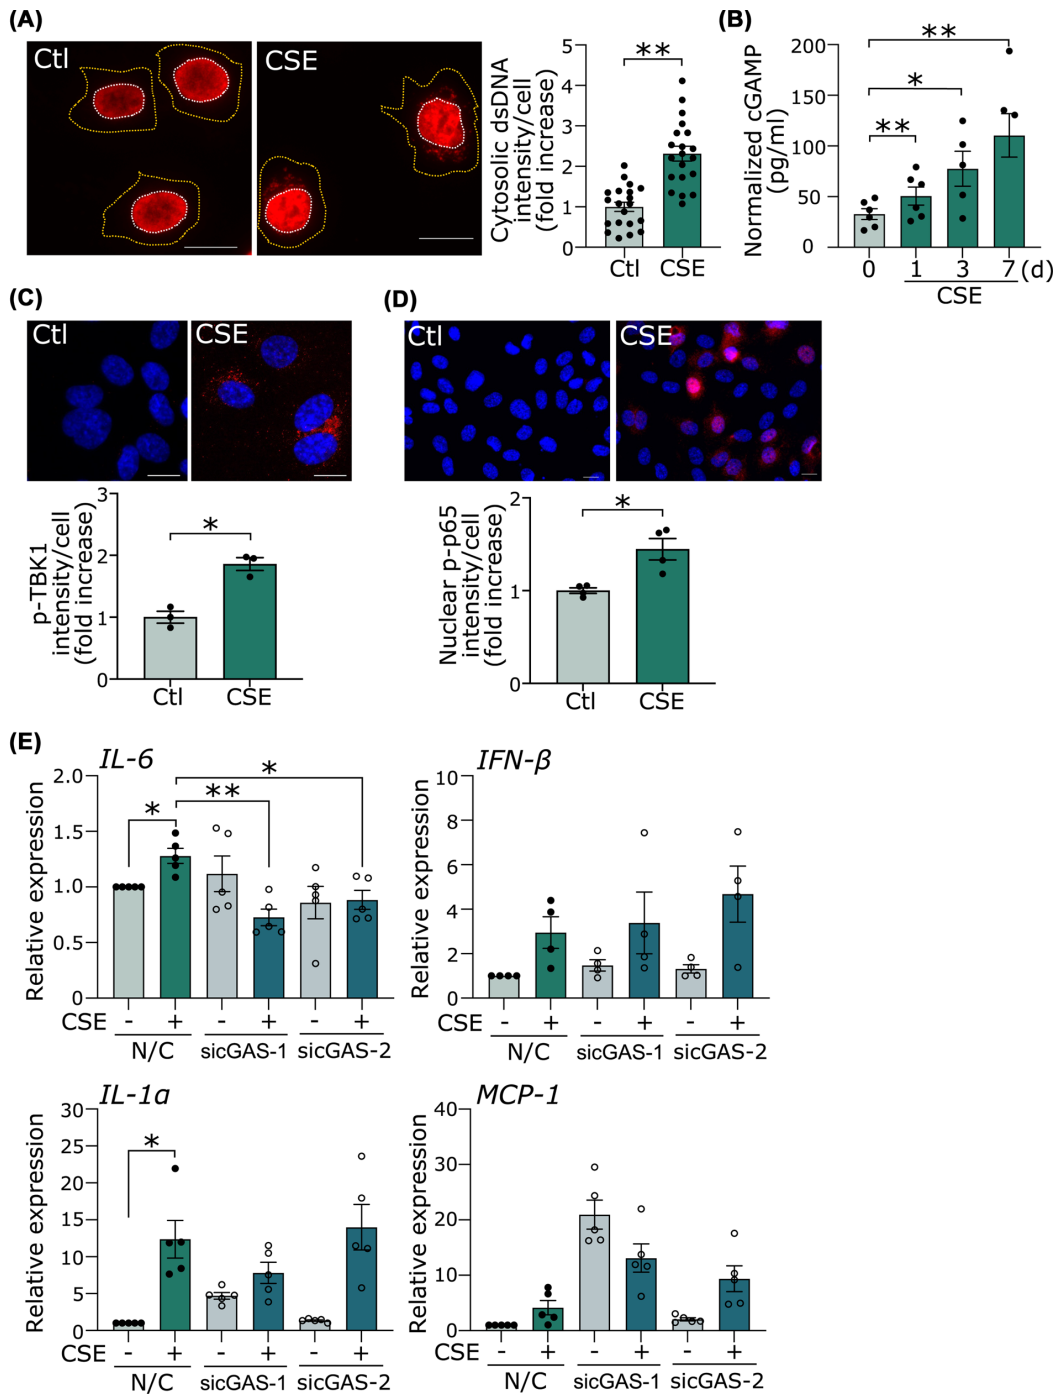 (A)
Ctl
CSE
Cytosolic dsDNA
intensity/cell
(fold increase)
5
4
3
2
1
0
**
Ctl CSE
(B)
Normalized cGAMP
(pg/ml)
200
150
100
50
0
**
*
**
0 1 3 7 (d)
CSE
(C)
Ctl
CSE
p-TBK1
intensity/cell
(fold increase)
3
2
1
0
*
Ctl CSE
(D)
Ctl
CSE
Nuclear p-p65
intensity/cell
(fold increase)
2
1
0
*
Ctl CSE
(E)
IL-6
Relative expression
2.0
1.5
1.0
0.5
0
*
**
*
CSE - + - + - +
N/C sicGAS-1 sicGAS-2
IFN-β
Relative expression
10
8
6
4
2
0
CSE - + - + - +
N/C sicGAS-1 sicGAS-2
IL-1α
Relative expression
30
25
20
15
10
5
0
*
CSE - + - + - +
N/C sicGAS-1 sicGAS-2
MCP-1
Relative expression
40
30
20
10
0
CSE - + - + - +
N/C sicGAS-1 sicGAS-2